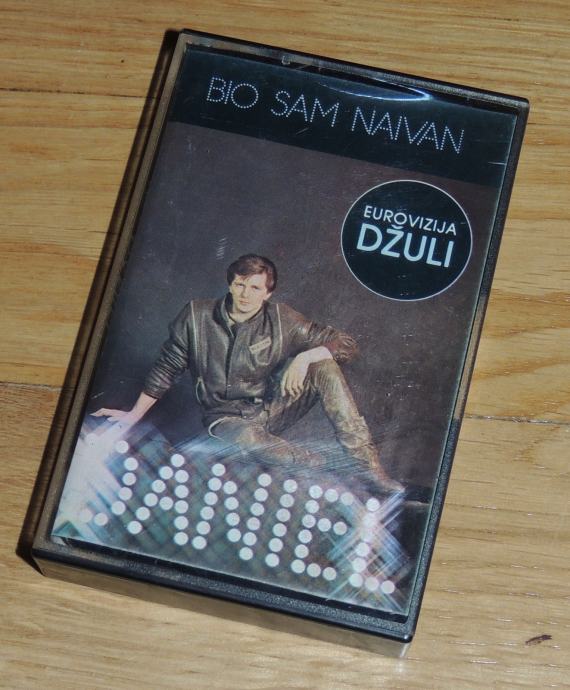 BIO SAM NAIVAN
EUROVIZIJA
DŽULI
DANIEL